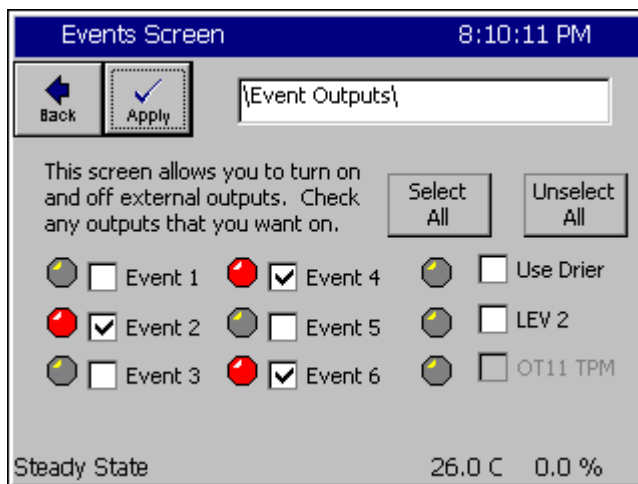 Events Screen 8:10:11 PM
Back Apply \Event Outputs\
This screen allows you to turn on
and off external outputs. Check
any outputs that you want on.
Select All
Unselect All
Event 1 Event 4 Use Drier
Event 2 Event 5 LEV 2
Event 3 Event 6 OT11 TPM
Steady State 26.0 C 0.0 %